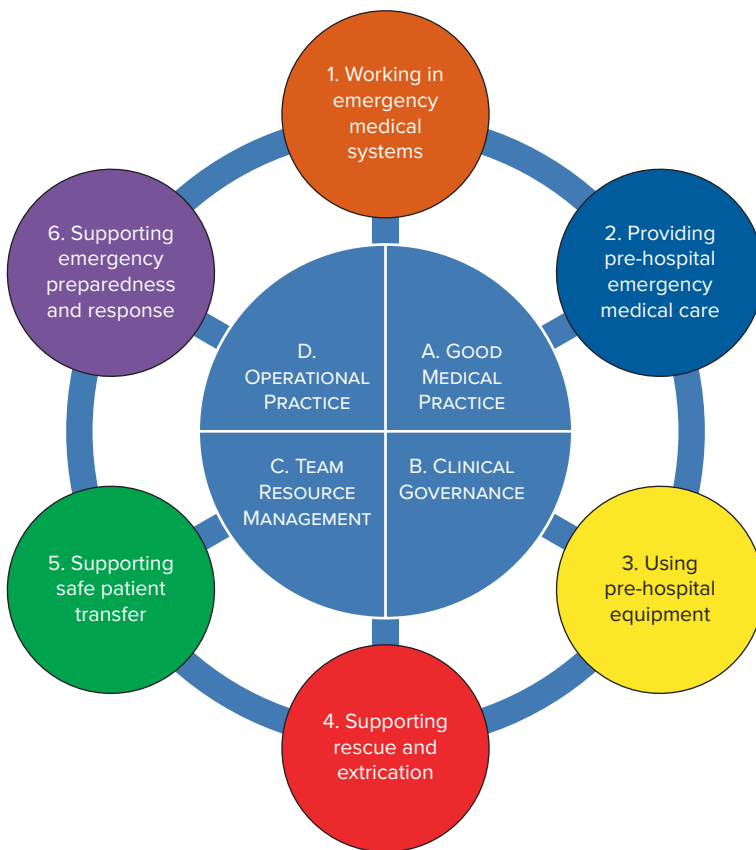 1. Working in
emergency
medical
systems
2. Providing
pre-hospital
emergency
medical care
3. Using
pre-hospital
equipment
4. Supporting
rescue and
extrication
5. Supporting
safe patient
transfer
6. Supporting
emergency
preparedness
and response
A. Good
Medical
Practice
B. Clinical
Governance
C. Team
Resource
Management
D.
Operational
Practice